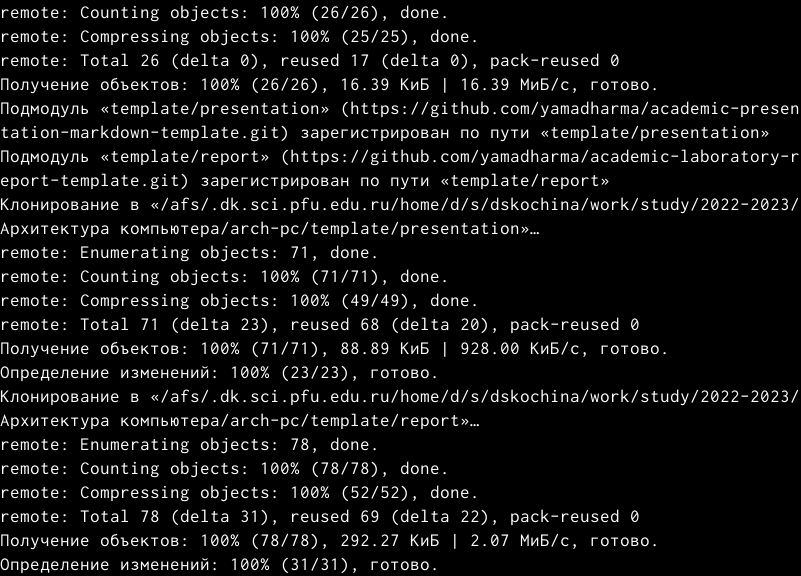 remote: Counting objects: 100% (26/26), done.
remote: Compressing objects: 100% (25/25), done.
remote: Total 26 (delta 0), reused 17 (delta 0), pack-reused 0
Получение объектов: 100% (26/26), 16.39 КиБ | 16.39 МиБ/с, готово.
Подмодуль «template/presentation» (https://github.com/yamadharma/academic-presen
tation-markdown-template.git) зарегистрирован по пути «template/presentation»
Подмодуль «template/report» (https://github.com/yamadharma/academic-laboratory-r
eport-template.git) зарегистрирован по пути «template/report»
Клонирование в «/afs/.dk.sci.pfu.edu.ru/home/d/s/dskochina/work/study/2022-2023/
Архитектура компьютера/arch-pc/template/presentation»…
remote: Enumerating objects: 71, done.
remote: Counting objects: 100% (71/71), done.
remote: Compressing objects: 100% (49/49), done.
remote: Total 71 (delta 23), reused 68 (delta 20), pack-reused 0
Получение объектов: 100% (71/71), 88.89 КиБ | 928.00 КиБ/с, готово.
Определение изменений: 100% (23/23), готово.
Клонирование в «/afs/.dk.sci.pfu.edu.ru/home/d/s/dskochina/work/study/2022-2023/
Архитектура компьютера/arch-pc/template/report»…
remote: Enumerating objects: 78, done.
remote: Counting objects: 100% (78/78), done.
remote: Compressing objects: 100% (52/52), done.
remote: Total 78 (delta 31), reused 69 (delta 22), pack-reused 0
Получение объектов: 100% (78/78), 292.27 КиБ | 2.07 МиБ/с, готово.
Определение изменений: 100% (31/31), готово.